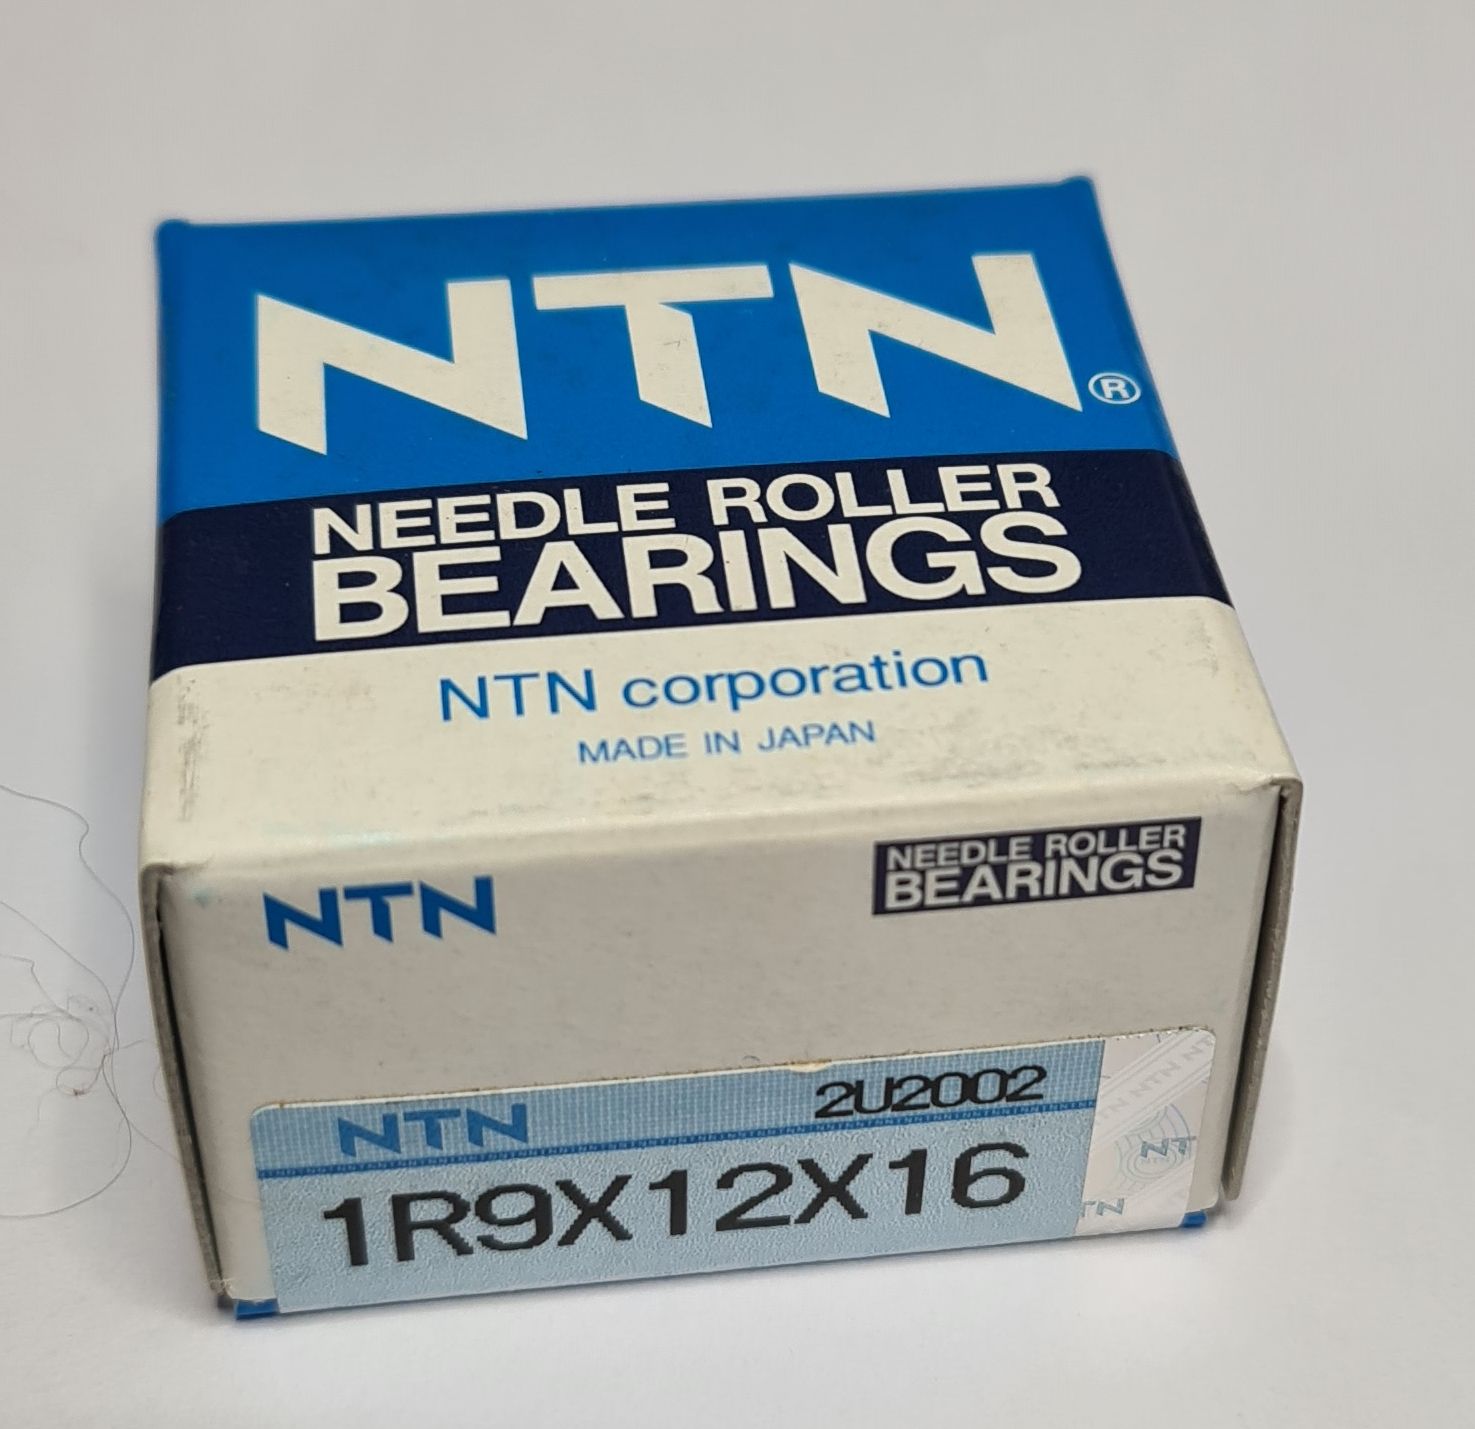 NTN®
NEEDLE ROLLER
BEARINGS
NTN corporation
MADE IN JAPAN
NTN
NEEDLE ROLLER
BEARINGS
NTN
2U2002
1R9X12X16